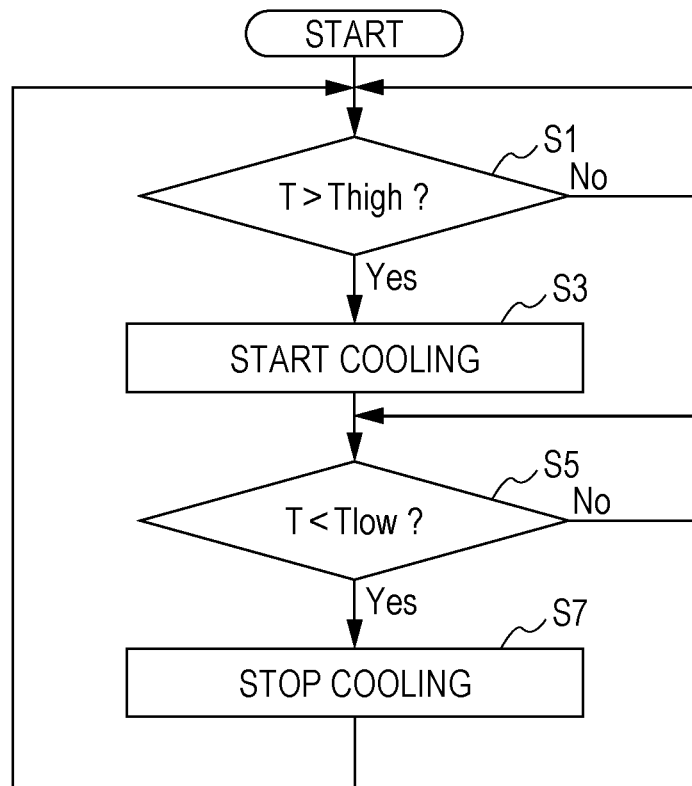 START
S1
T > Thigh ?
No
Yes
S3
START COOLING
S5
T < Tlow ?
No
Yes
S7
STOP COOLING